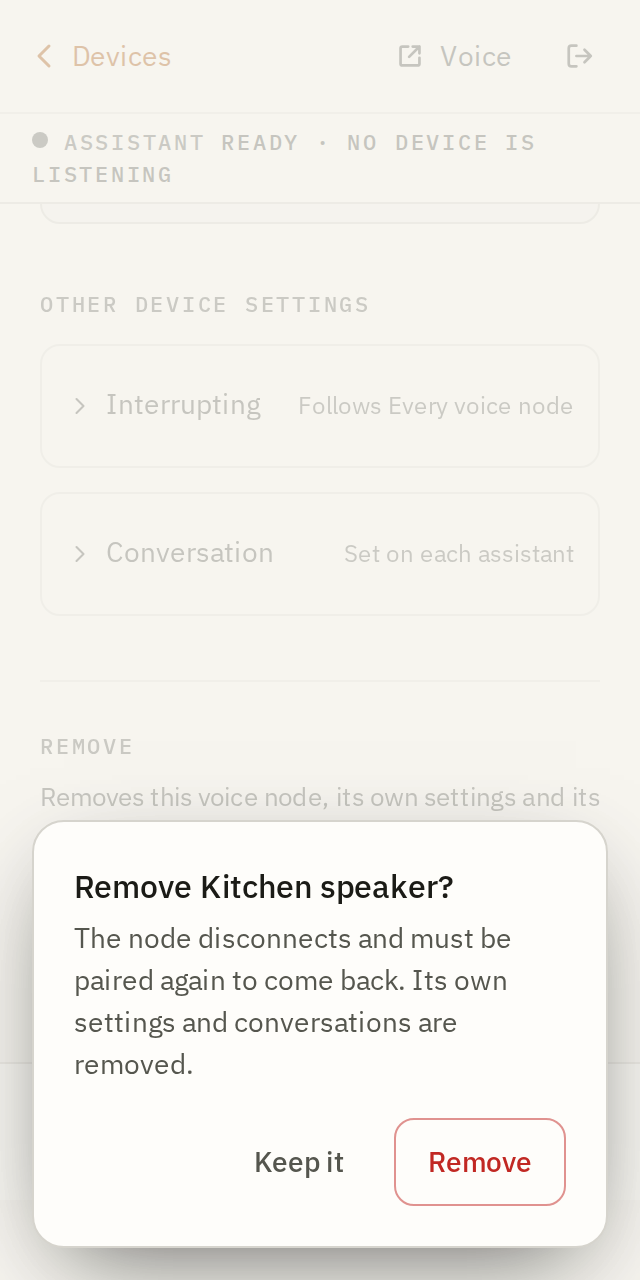 Devices
Voice
ASSISTANT READY · NO DEVICE IS
LISTENING
OTHER DEVICE SETTINGS
Interrupting Follows Every voice node
Conversation Set on each assistant
REMOVE
Removes this voice node, its own settings and its
Remove Kitchen speaker?
The node disconnects and must be
paired again to come back. Its own
settings and conversations are
removed.
Keep it Remove